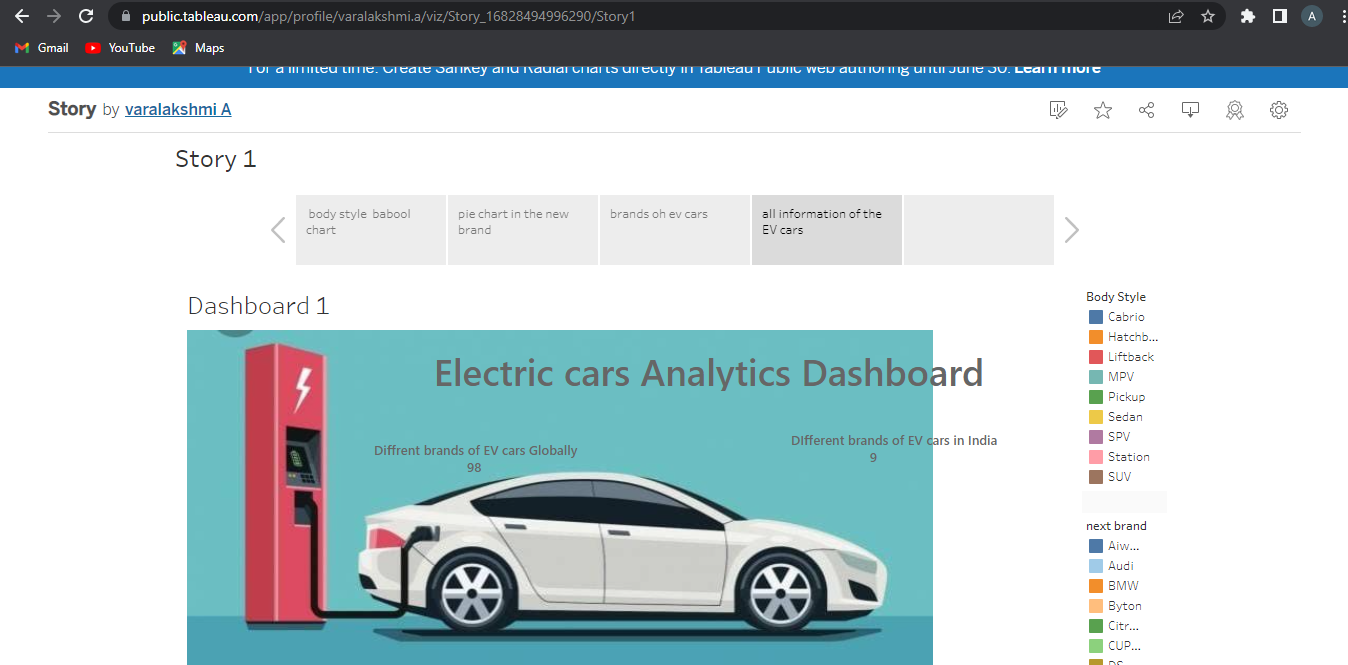 public.tableau.com/app/profile/varalakshmi.a/viz/Story_16828494996290/Story1
A
Gmail
YouTube
Maps
For a limited time: Create Sankey and Radial charts directly in Tableau Public web authoring until June 30. Learn more
Story by varalakshmi A
Story 1
body style babool
chart
pie chart in the new
brand
brands oh ev cars
all information of the
EV cars
Dashboard 1
Electric cars Analytics Dashboard
Diffrent brands of EV cars Globally
98
DIfferent brands of EV cars in India
9
Body Style
Cabrio
Hatchb...
Liftback
MPV
Pickup
Sedan
SPV
Station
SUV
next brand
Aiw...
Audi
BMW
Byton
Citr...
CUP...
DS